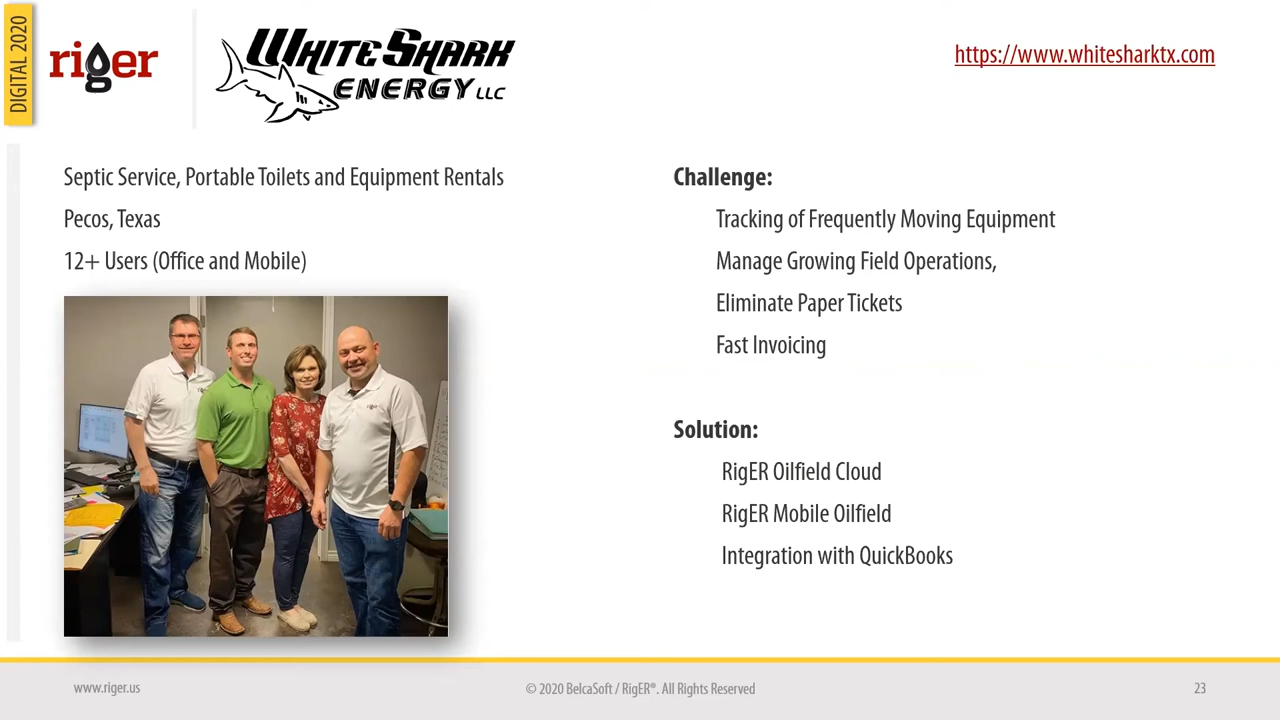 DIGITAL 2020
riger
WHITE SHARK
ENERGY LLC
https://www.whitesharktx.com
Septic Service, Portable Toilets and Equipment Rentals
Pecos, Texas
12+ Users (Office and Mobile)
Challenge:
Tracking of Frequently Moving Equipment
Manage Growing Field Operations,
Eliminate Paper Tickets
Fast Invoicing
Solution:
RigER Oilfield Cloud
RigER Mobile Oilfield
Integration with QuickBooks
www.riger.us
© 2020 BelcaSoft / RigER®. All Rights Reserved
23